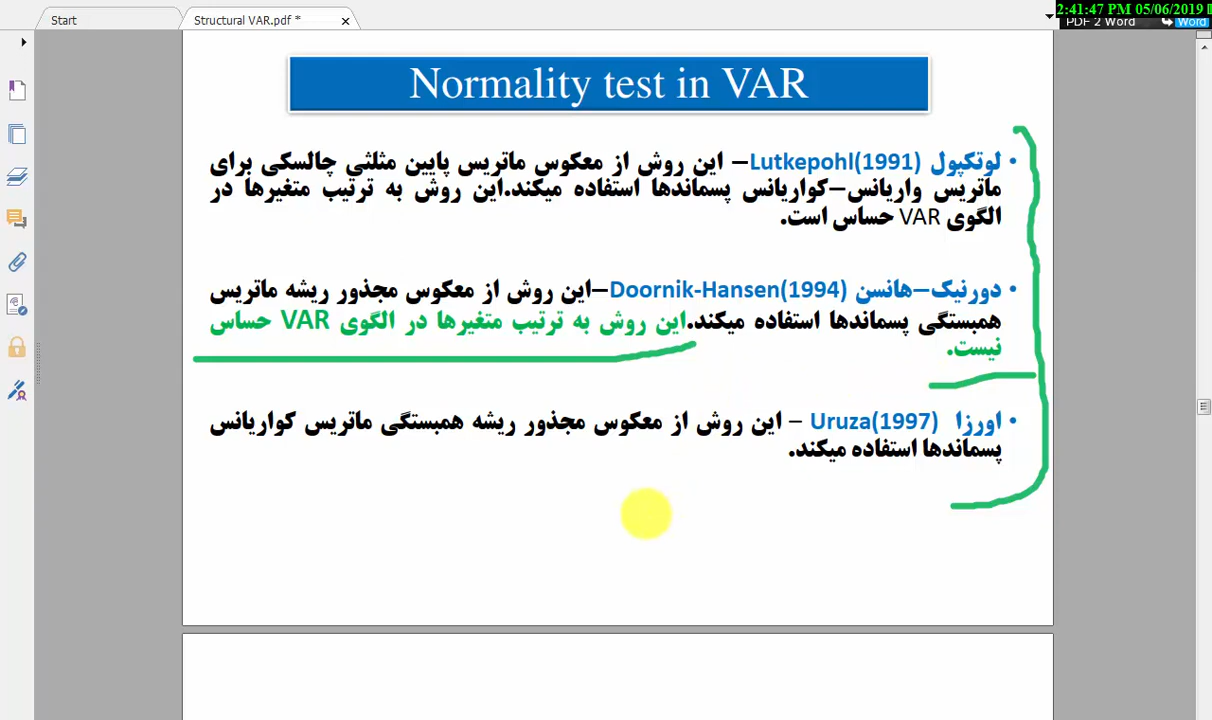 2:41:47 PM 05/06/2019
Start
Structural VAR.pdf *
PDF 2 Word
Word
Normality test in VAR
• لوتکپول Lutkepohl(1991)– این روش از معکوس ماتریس پایین مثلثی چالسکی برای
ماتریس واریانس–کواریانس پسماندها استفاده میکند.این روش به ترتیب متغیرها در
الگوی VAR حساس است.
• دورنیک–هانسن Doornik-Hansen(1994)–این روش از معکوس مجذور ریشه ماتریس
همبستگی پسماندها استفاده میکند.این روش به ترتیب متغیرها در الگوی VAR حساس
نیست.
• اورزا Uruza(1997) – این روش از معکوس مجذور ریشه همبستگی ماتریس کواریانس
پسماندها استفاده میکند.